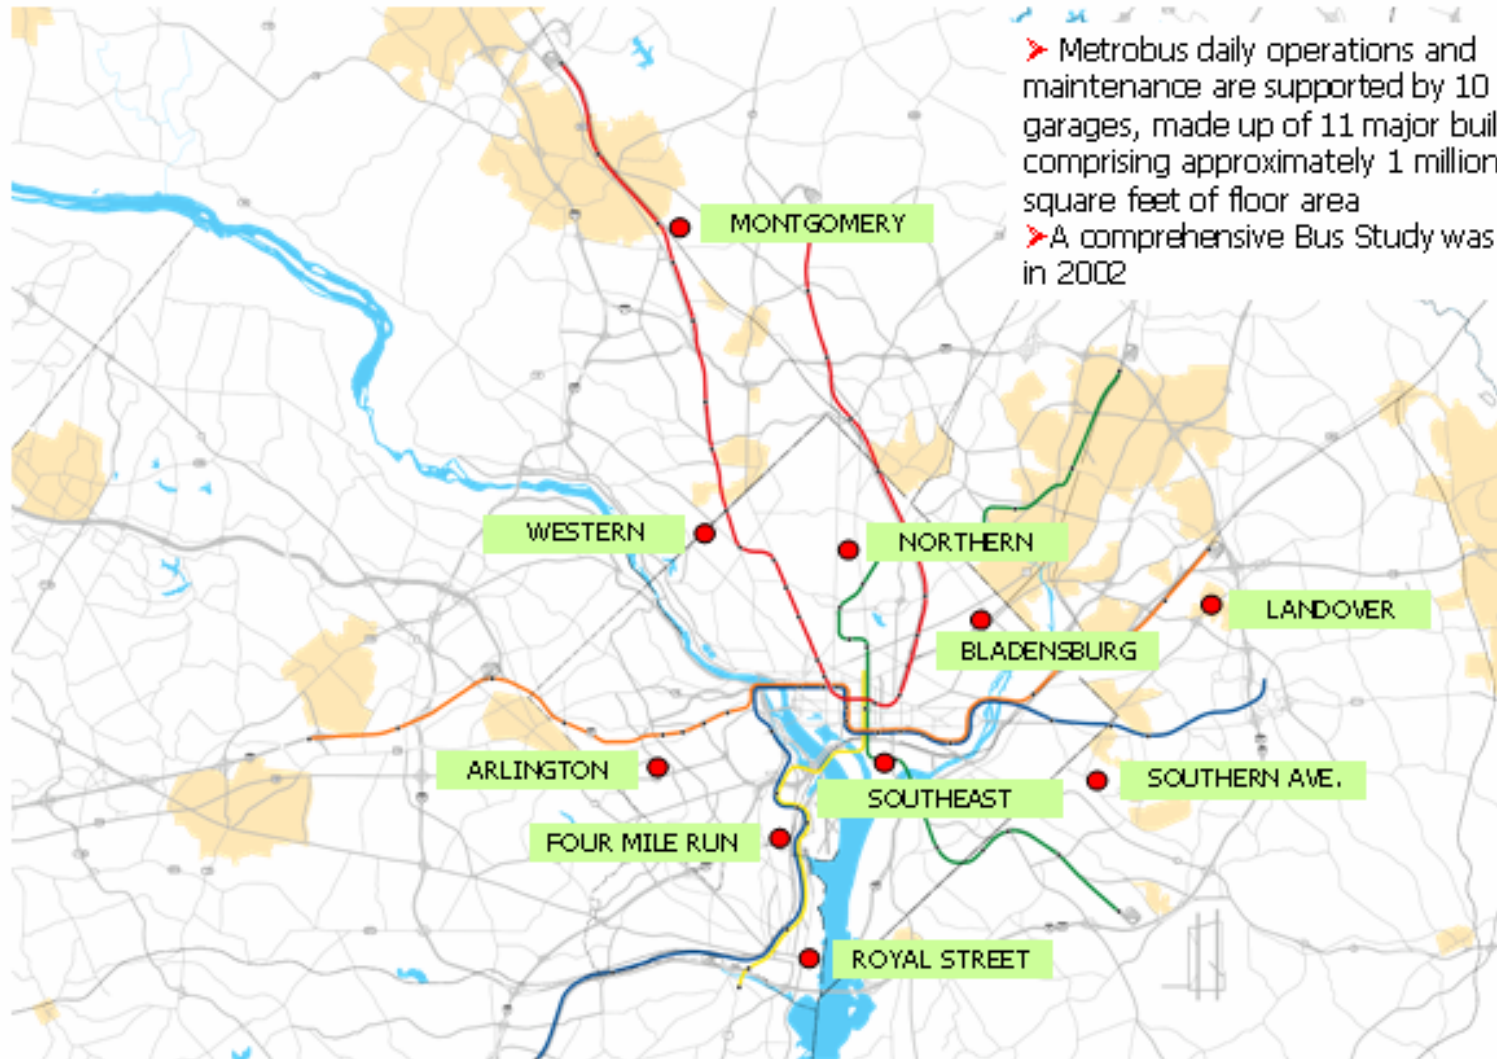 ➢ Metrobus daily operations and
maintenance are supported by 10
garages, made up of 11 major buil
comprising approximately 1 million
square feet of floor area
➢A comprehensive Bus Study was
in 2002
MONTGOMERY
WESTERN
NORTHERN
LANDOVER
BLADENSBURG
ARLINGTON
SOUTHERN AVE.
SOUTHEAST
FOUR MILE RUN
ROYAL STREET